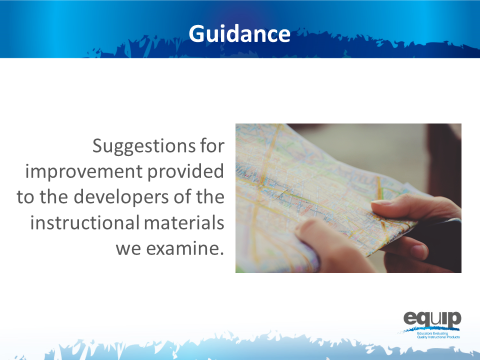 Guidance
Suggestions for
improvement provided
to the developers of the
instructional materials
we examine.
equip
Educators Evaluating
Quality Instructional Products